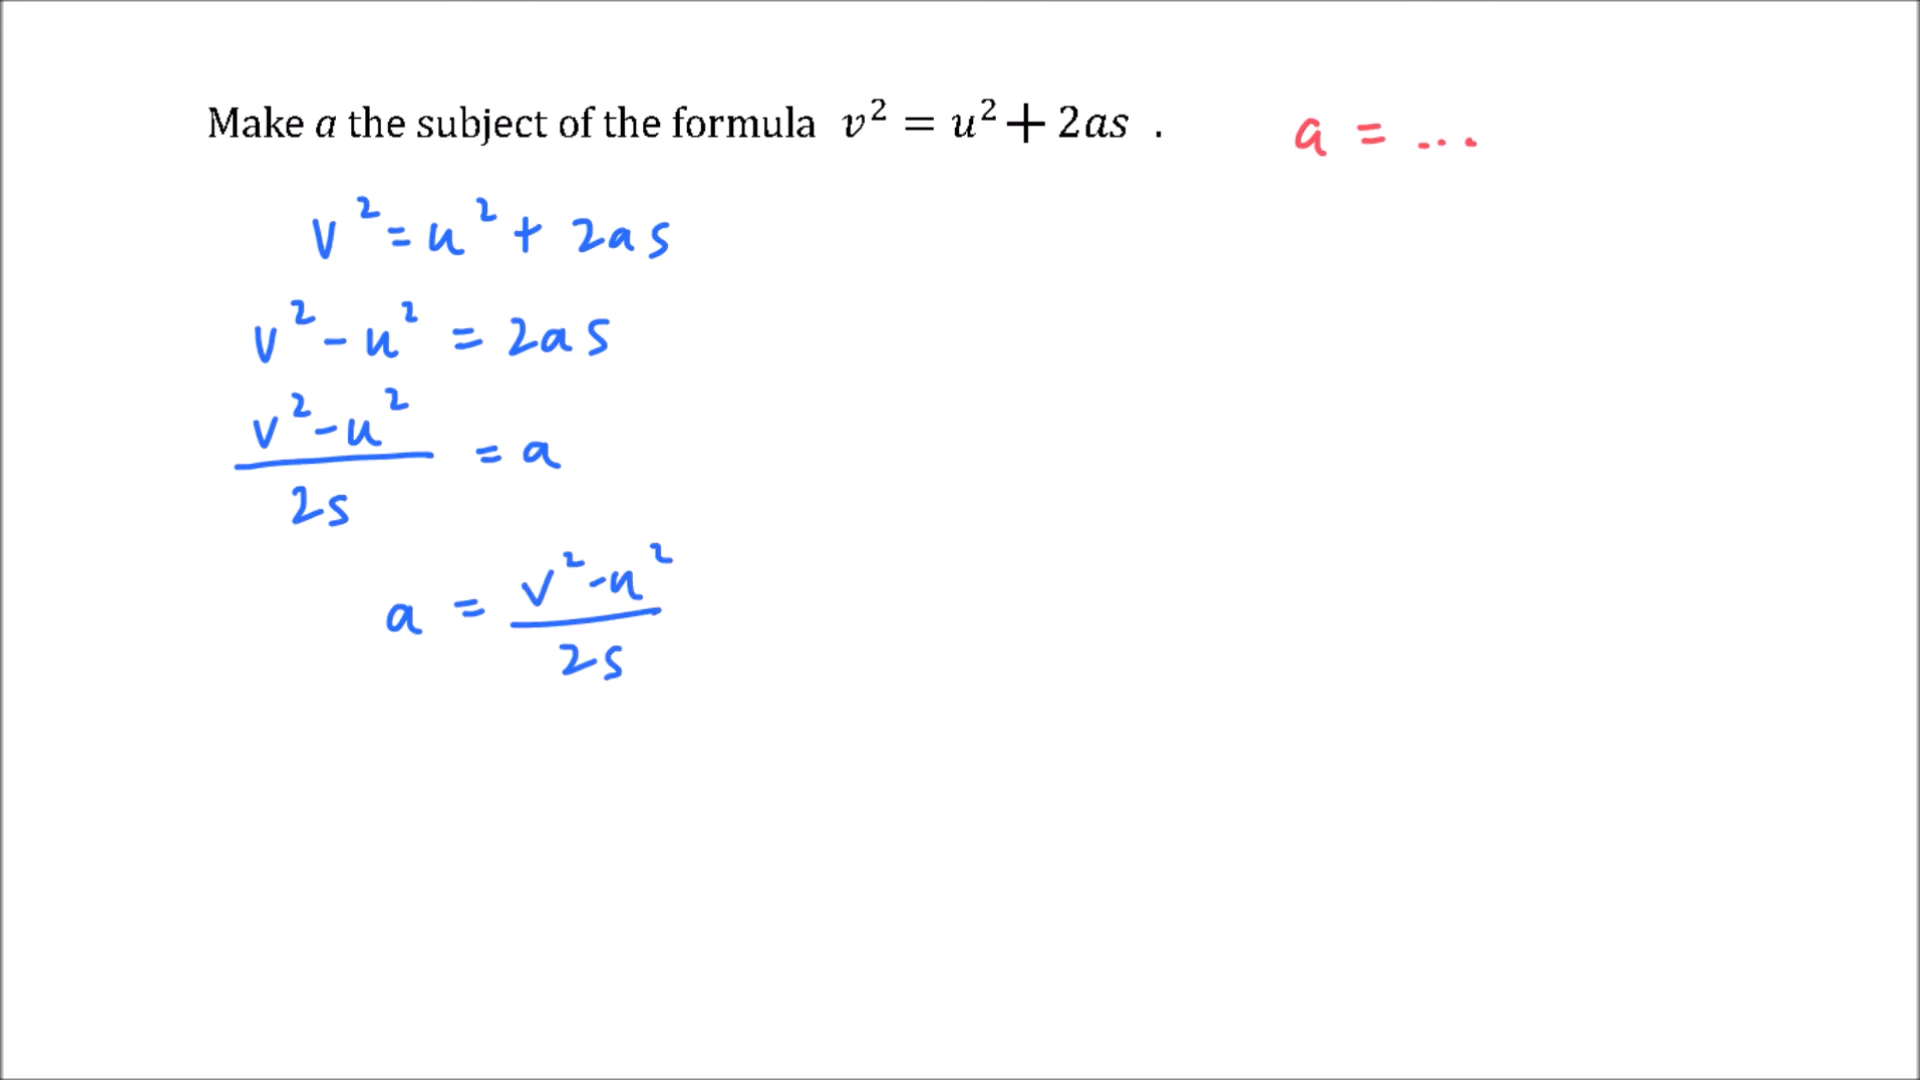 Make a the subject of the formula v² = u² + 2as .
a = ...
v² = u² + 2as
v² - u² = 2as
v² - u² / 2s = a
a = v² - u² / 2s